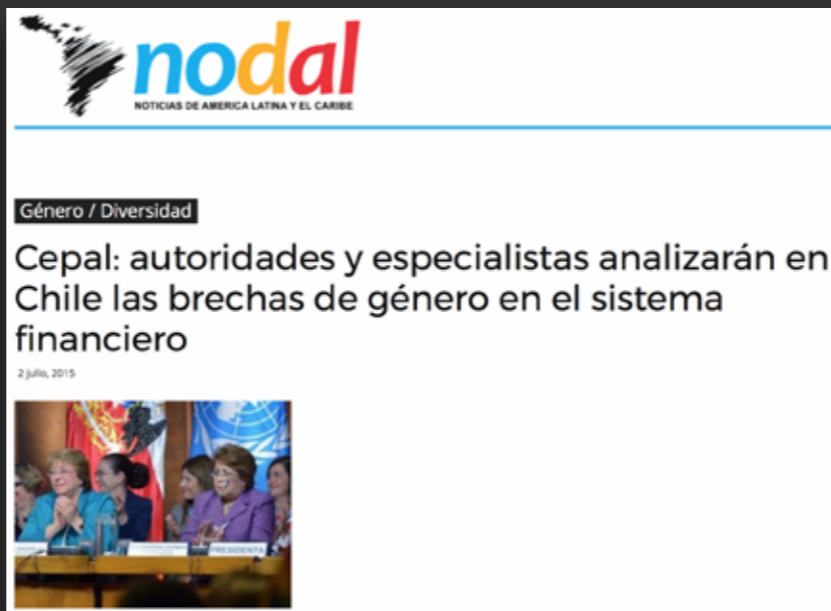 nodal
NOTICIAS DE AMERICA LATINA Y EL CARIBE
Género / Diversidad
Cepal: autoridades y especialistas analizarán en
Chile las brechas de género en el sistema
financiero
2 julio, 2015
PRESIDENTA